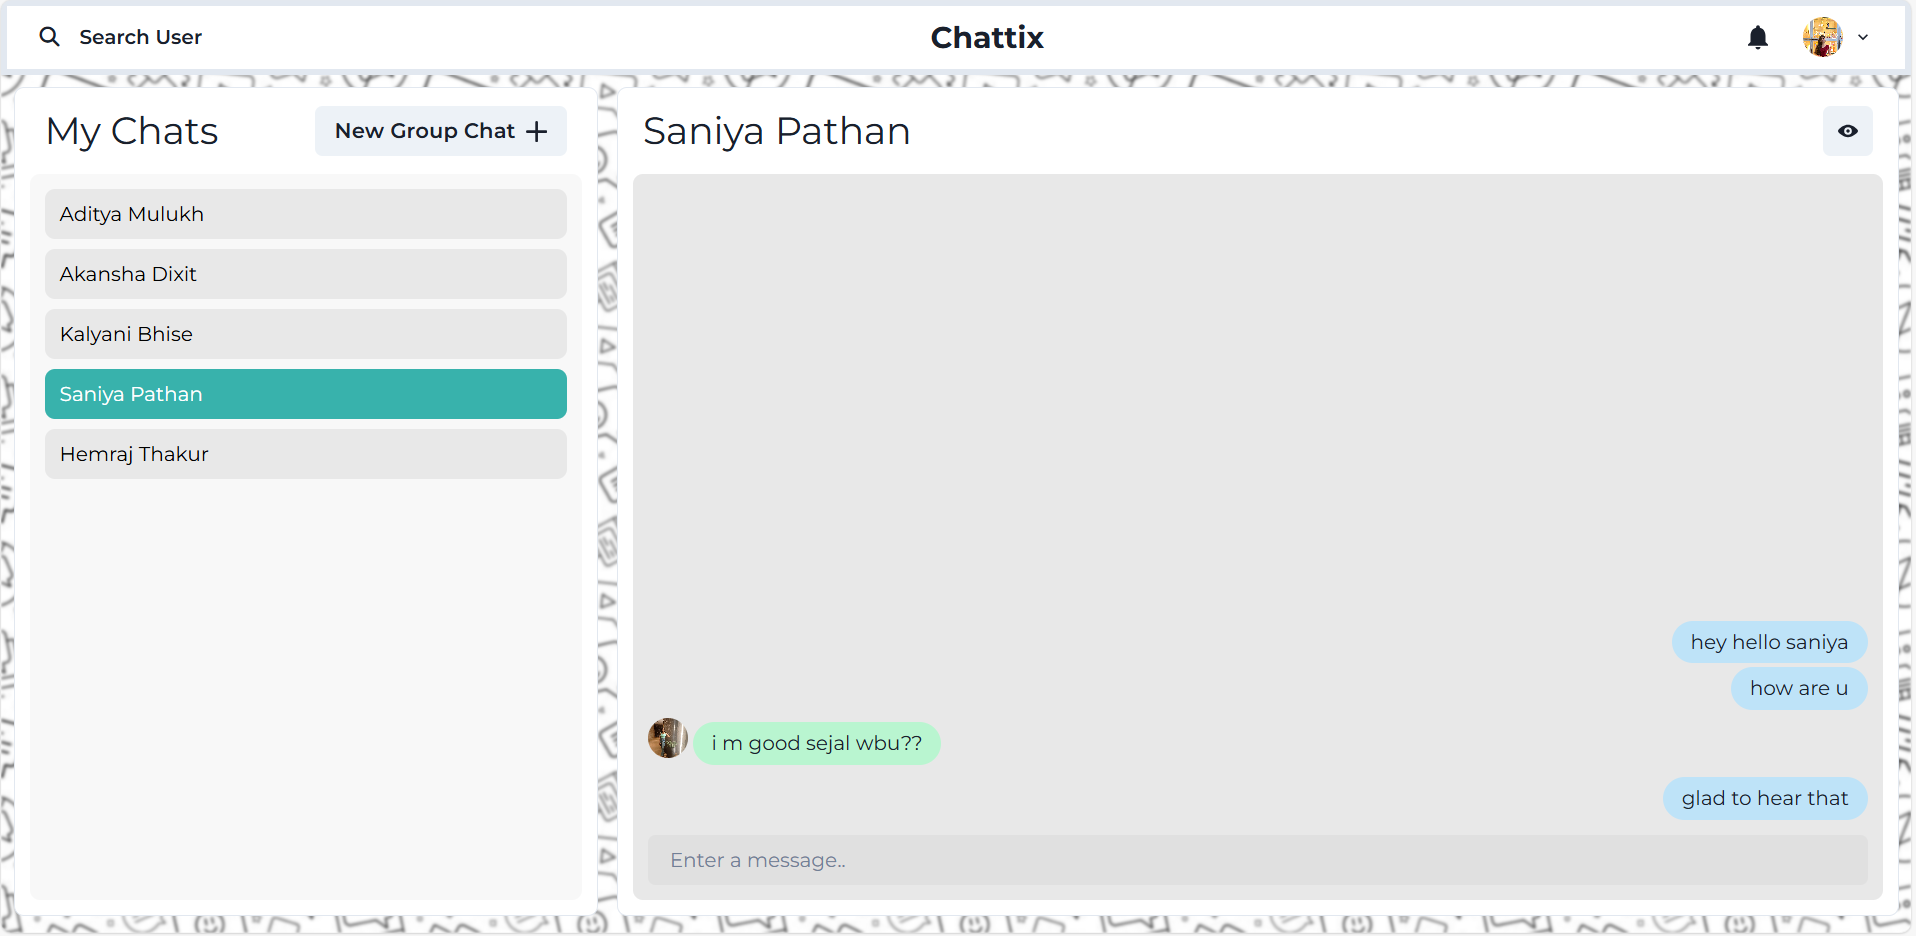 Search User
Chattix
My Chats
New Group Chat
Aditya Mulukh
Akansha Dixit
Kalyani Bhise
Saniya Pathan
Hemraj Thakur
Saniya Pathan
hey hello saniya
how are u
i m good sejal wbu??
glad to hear that
Enter a message..